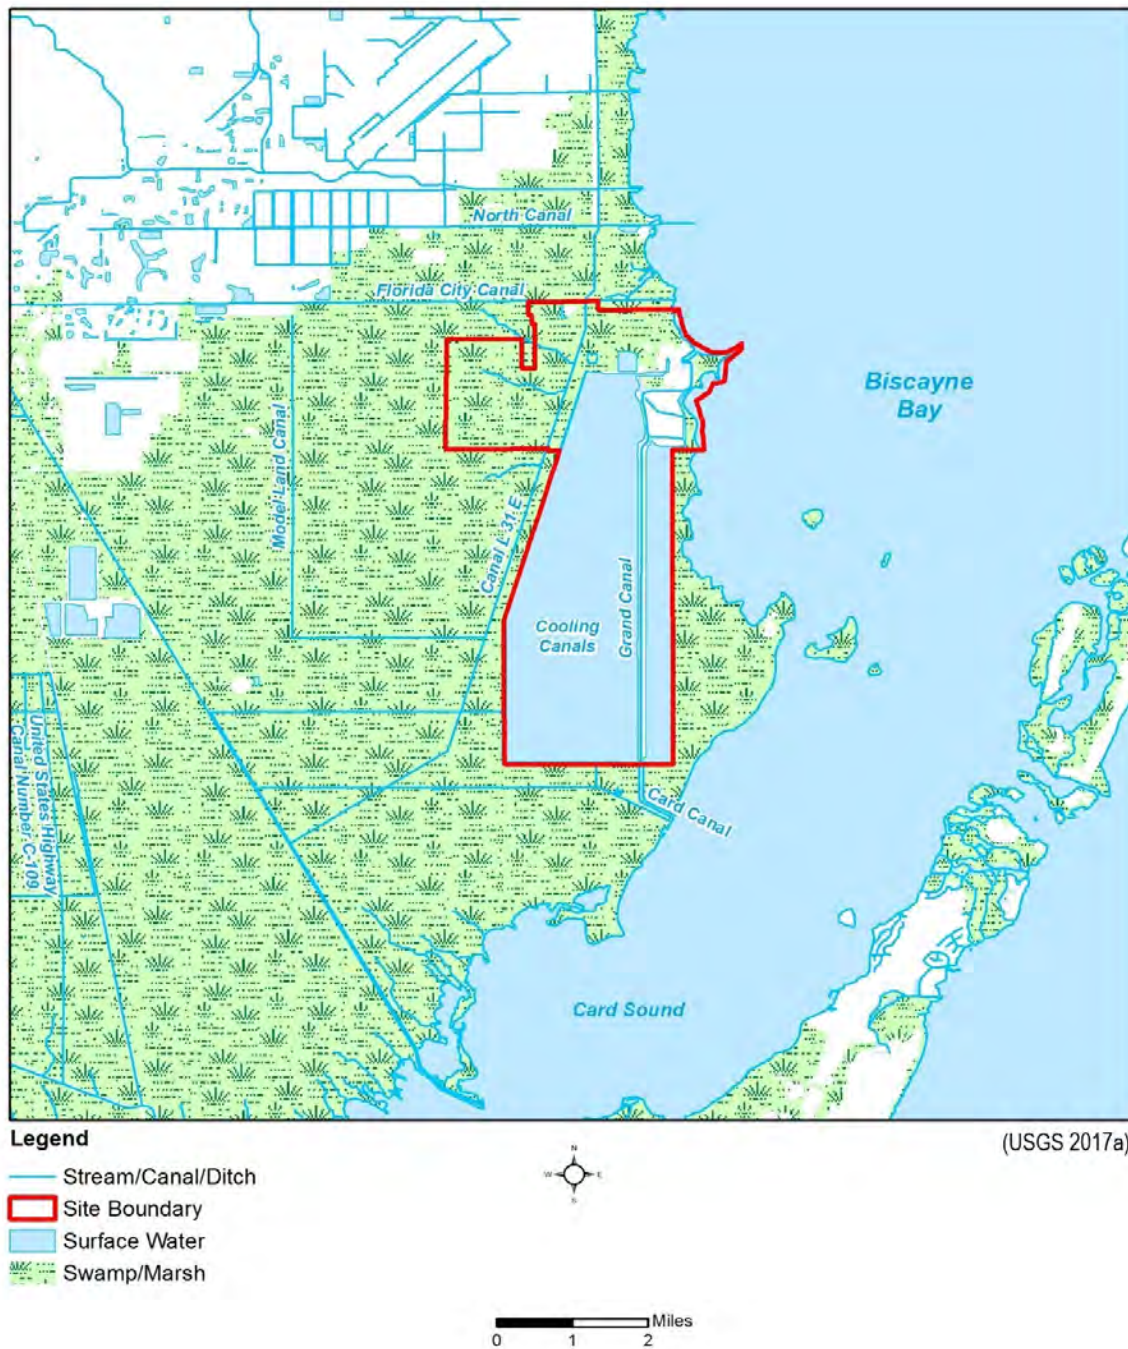 North Canal
Florida City Canal
Biscayne
Bay
Model Land Canal
Canal L-31 E
Grand Canal
Cooling
Canals
United States Highway
Canal Number C-109
Card Canal
Card Sound
Legend
(USGS 2017a)
Stream/Canal/Ditch
Site Boundary
Surface Water
Swamp/Marsh
N
W E
S
Miles
0 1 2